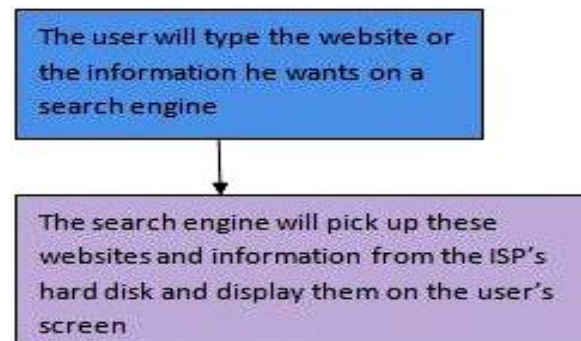 The user will type the website or
the information he wants on a
search engine
The search engine will pick up these
websites and information from the ISP's
hard disk and display them on the user's
screen